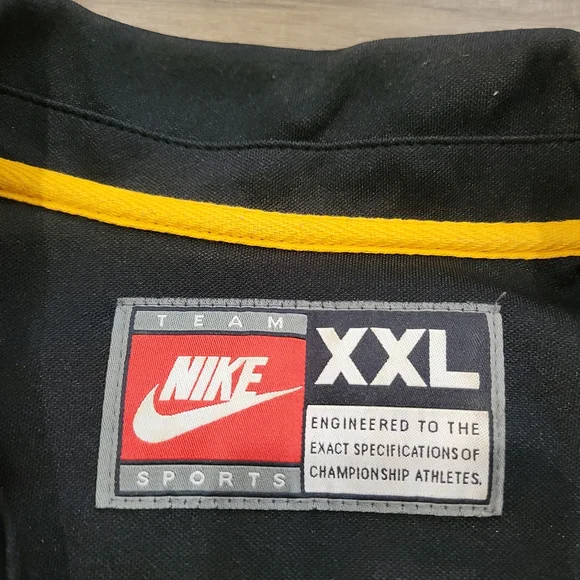 TEAM
NIKE
SPORTS
XXL
ENGINEERED TO THE
EXACT SPECIFICATIONS OF
CHAMPIONSHIP ATHLETES.